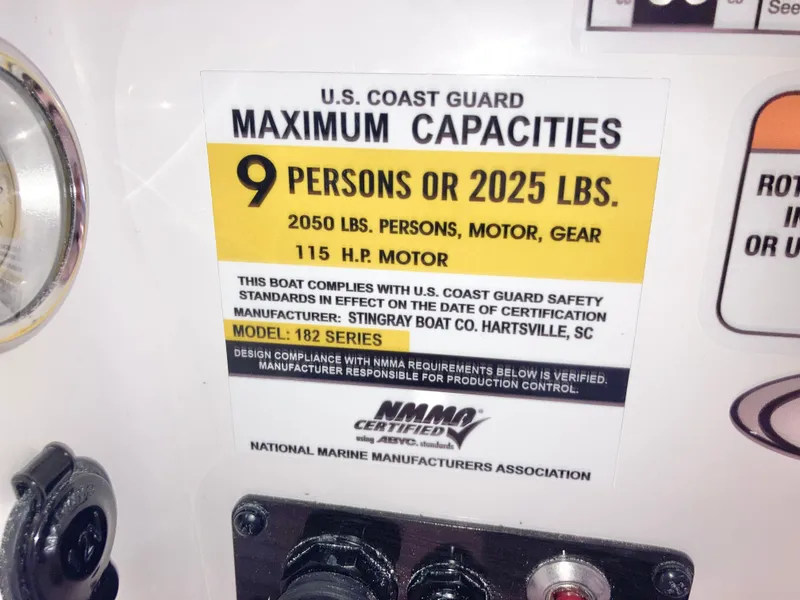 See
U.S. COAST GUARD
MAXIMUM CAPACITIES
9 PERSONS OR 2025 LBS.
2050 LBS. PERSONS, MOTOR, GEAR
115 H.P. MOTOR
THIS BOAT COMPLIES WITH U.S. COAST GUARD SAFETY
STANDARDS IN EFFECT ON THE DATE OF CERTIFICATION
MANUFACTURER: STINGRAY BOAT CO. HARTSVILLE, SC
MODEL: 182 SERIES
DESIGN COMPLIANCE WITH NMMA REQUIREMENTS BELOW IS VERIFIED.
MANUFACTURER RESPONSIBLE FOR PRODUCTION CONTROL.
NMMA®
CERTIFIED
using ABYC. standards
NATIONAL MARINE MANUFACTURERS ASSOCIATION
ROT
OR U